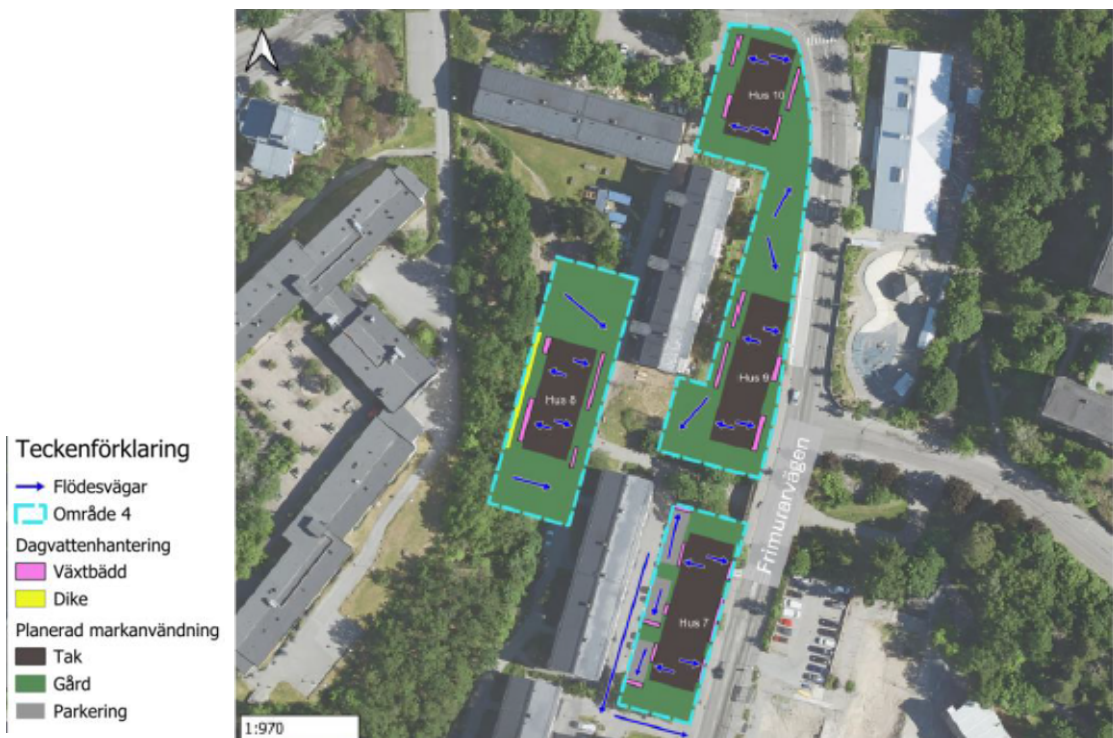 Hus 10
Hus 9
Hus 8
Frimurarvägen
Hus 7
Teckenförklaring
Flödesvägar
Område 4
Dagvattenhantering
Växtbädd
Dike
Planerad markanvändning
Tak
Gård
Parkering
1:970